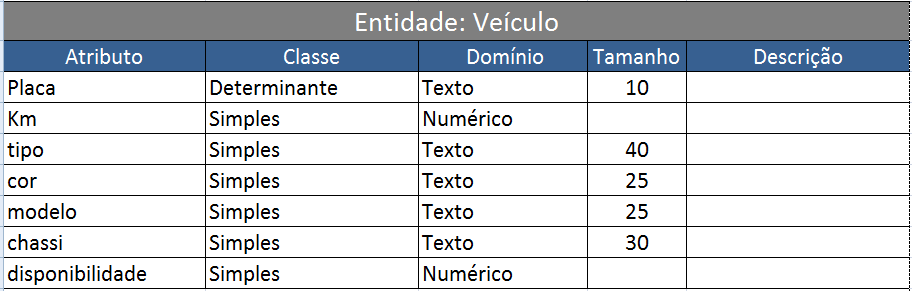 Entidade: Veículo
Atributo Classe Domínio Tamanho Descrição
Placa Determinante Texto 10
Km Simples Numérico
tipo Simples Texto 40
cor Simples Texto 25
modelo Simples Texto 25
chassi Simples Texto 30
disponibilidade Simples Numérico